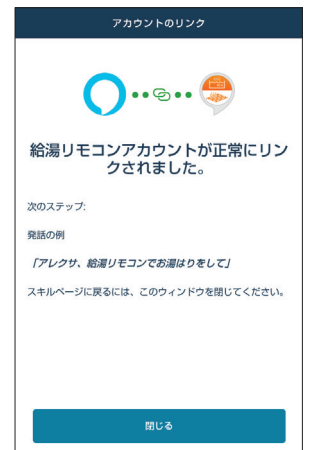 アカウントのリンク
給湯リモコンアカウントが正常にリン
クされました。
次のステップ:
発話の例
「アレクサ、給湯リモコンでお湯はりをして」
スキルページに戻るには、このウィンドウを閉じてください。
閉じる